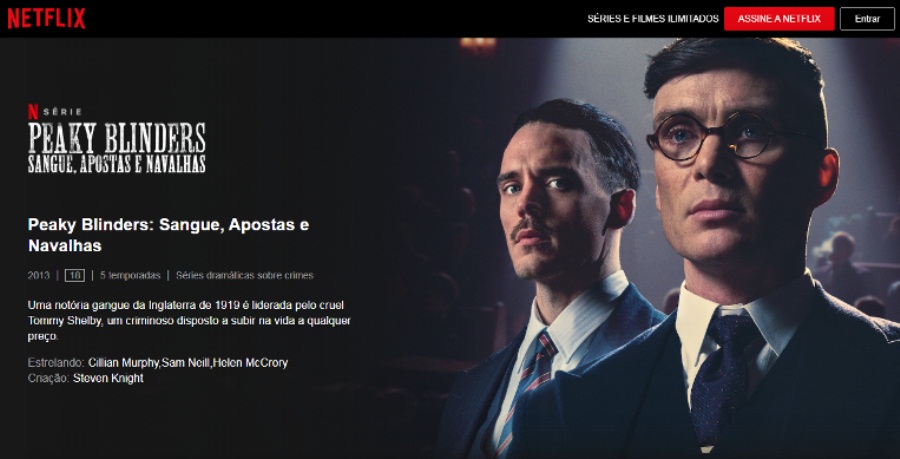 NETFLIX
SÉRIES E FILMES ILIMITADOS
ASSINE A NETFLIX
Entrar
N SÉRIE
PEAKY BLINDERS
SANGUE, APOSTAS E NAVALHAS
Peaky Blinders: Sangue, Apostas e
Navalhas
2013 | 18 | 5 temporadas | Séries dramáticas sobre crimes
Uma notória gangue da Inglaterra de 1919 é liderada pelo cruel
Tommy Shelby, um criminoso disposto a subir na vida a qualquer
preço.
Estrelando: Cillian Murphy,Sam Neill,Helen McCrory
Criação: Steven Knight